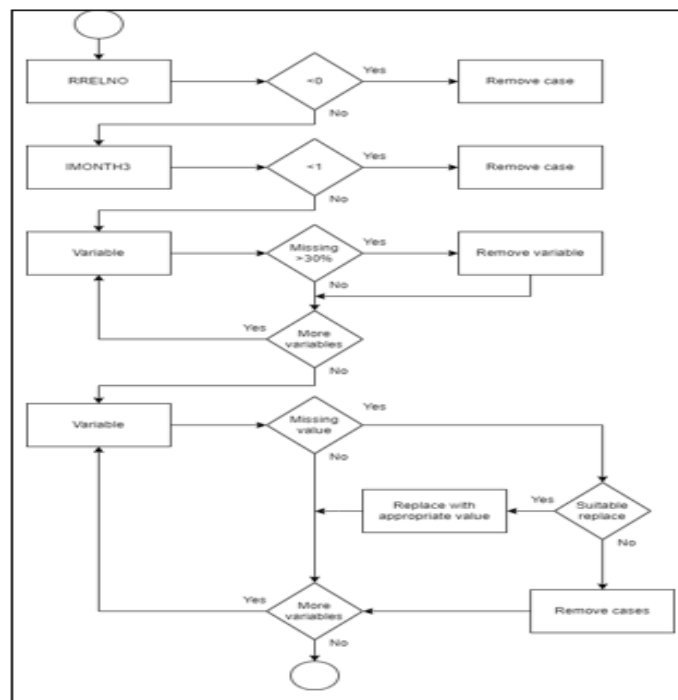 RRELNO
<0
Yes
Remove case
No
IMONTH3
<1
Yes
Remove case
No
Variable
Missing
>30%
Yes
Remove variable
No
Yes
More
variables
No
Variable
Missing
value
Yes
No
Replace with
appropriate value
Yes
Suitable
replace
No
Yes
More
variables
Remove cases
No